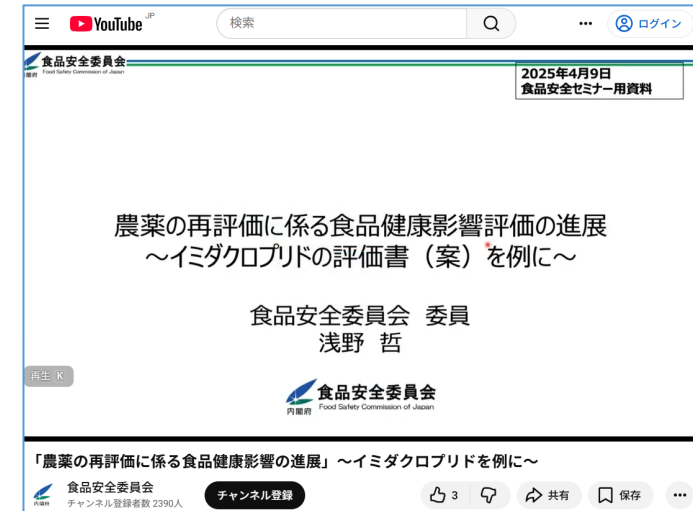 YouTube JP
検索
ログイン
食品安全委員会
Food Safety Commission of Japan
内閣府
2025年4月9日
食品安全セミナー用資料
農薬の再評価に係る食品健康影響評価の進展
～イミダクロプリドの評価書（案）を例に～
食品安全委員会 委員
浅野 哲
再生 K
食品安全委員会
Food Safety Commission of Japan
内閣府
「農薬の再評価に係る食品健康影響の進展」～イミダクロプリドを例に～
食品安全委員会
チャンネル登録者数 2390人
内閣府
チャンネル登録
3
共有
保存